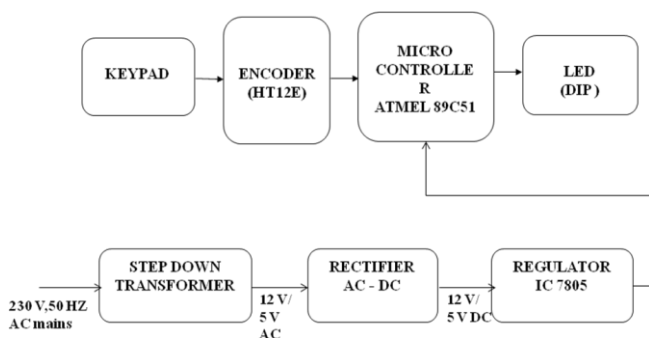 KEYPAD
ENCODER
(HT12E)
MICRO
CONTROLLE
R
ATMEL 89C51
LED
(DIP )
230 V,50 HZ
AC mains
STEP DOWN
TRANSFORMER
12 V/
5 V
AC
RECTIFIER
AC - DC
12 V/
5 V DC
REGULATOR
IC 7805